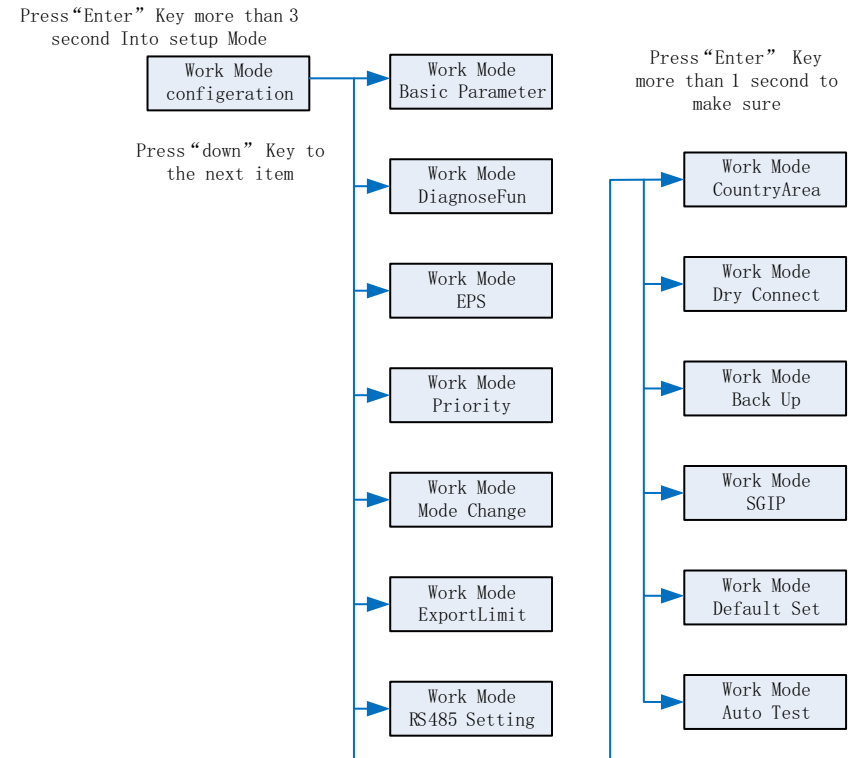 Press“Enter” Key more than 3
second Into setup Mode
Work Mode
configeration
Press“down” Key to
the next item
Work Mode
Basic Parameter
Work Mode
DiagnoseFun
Work Mode
EPS
Work Mode
Priority
Work Mode
Mode Change
Work Mode
ExportLimit
Work Mode
RS485 Setting
Press“Enter” Key
more than 1 second to
make sure
Work Mode
CountryArea
Work Mode
Dry Connect
Work Mode
Back Up
Work Mode
SGIP
Work Mode
Default Set
Work Mode
Auto Test